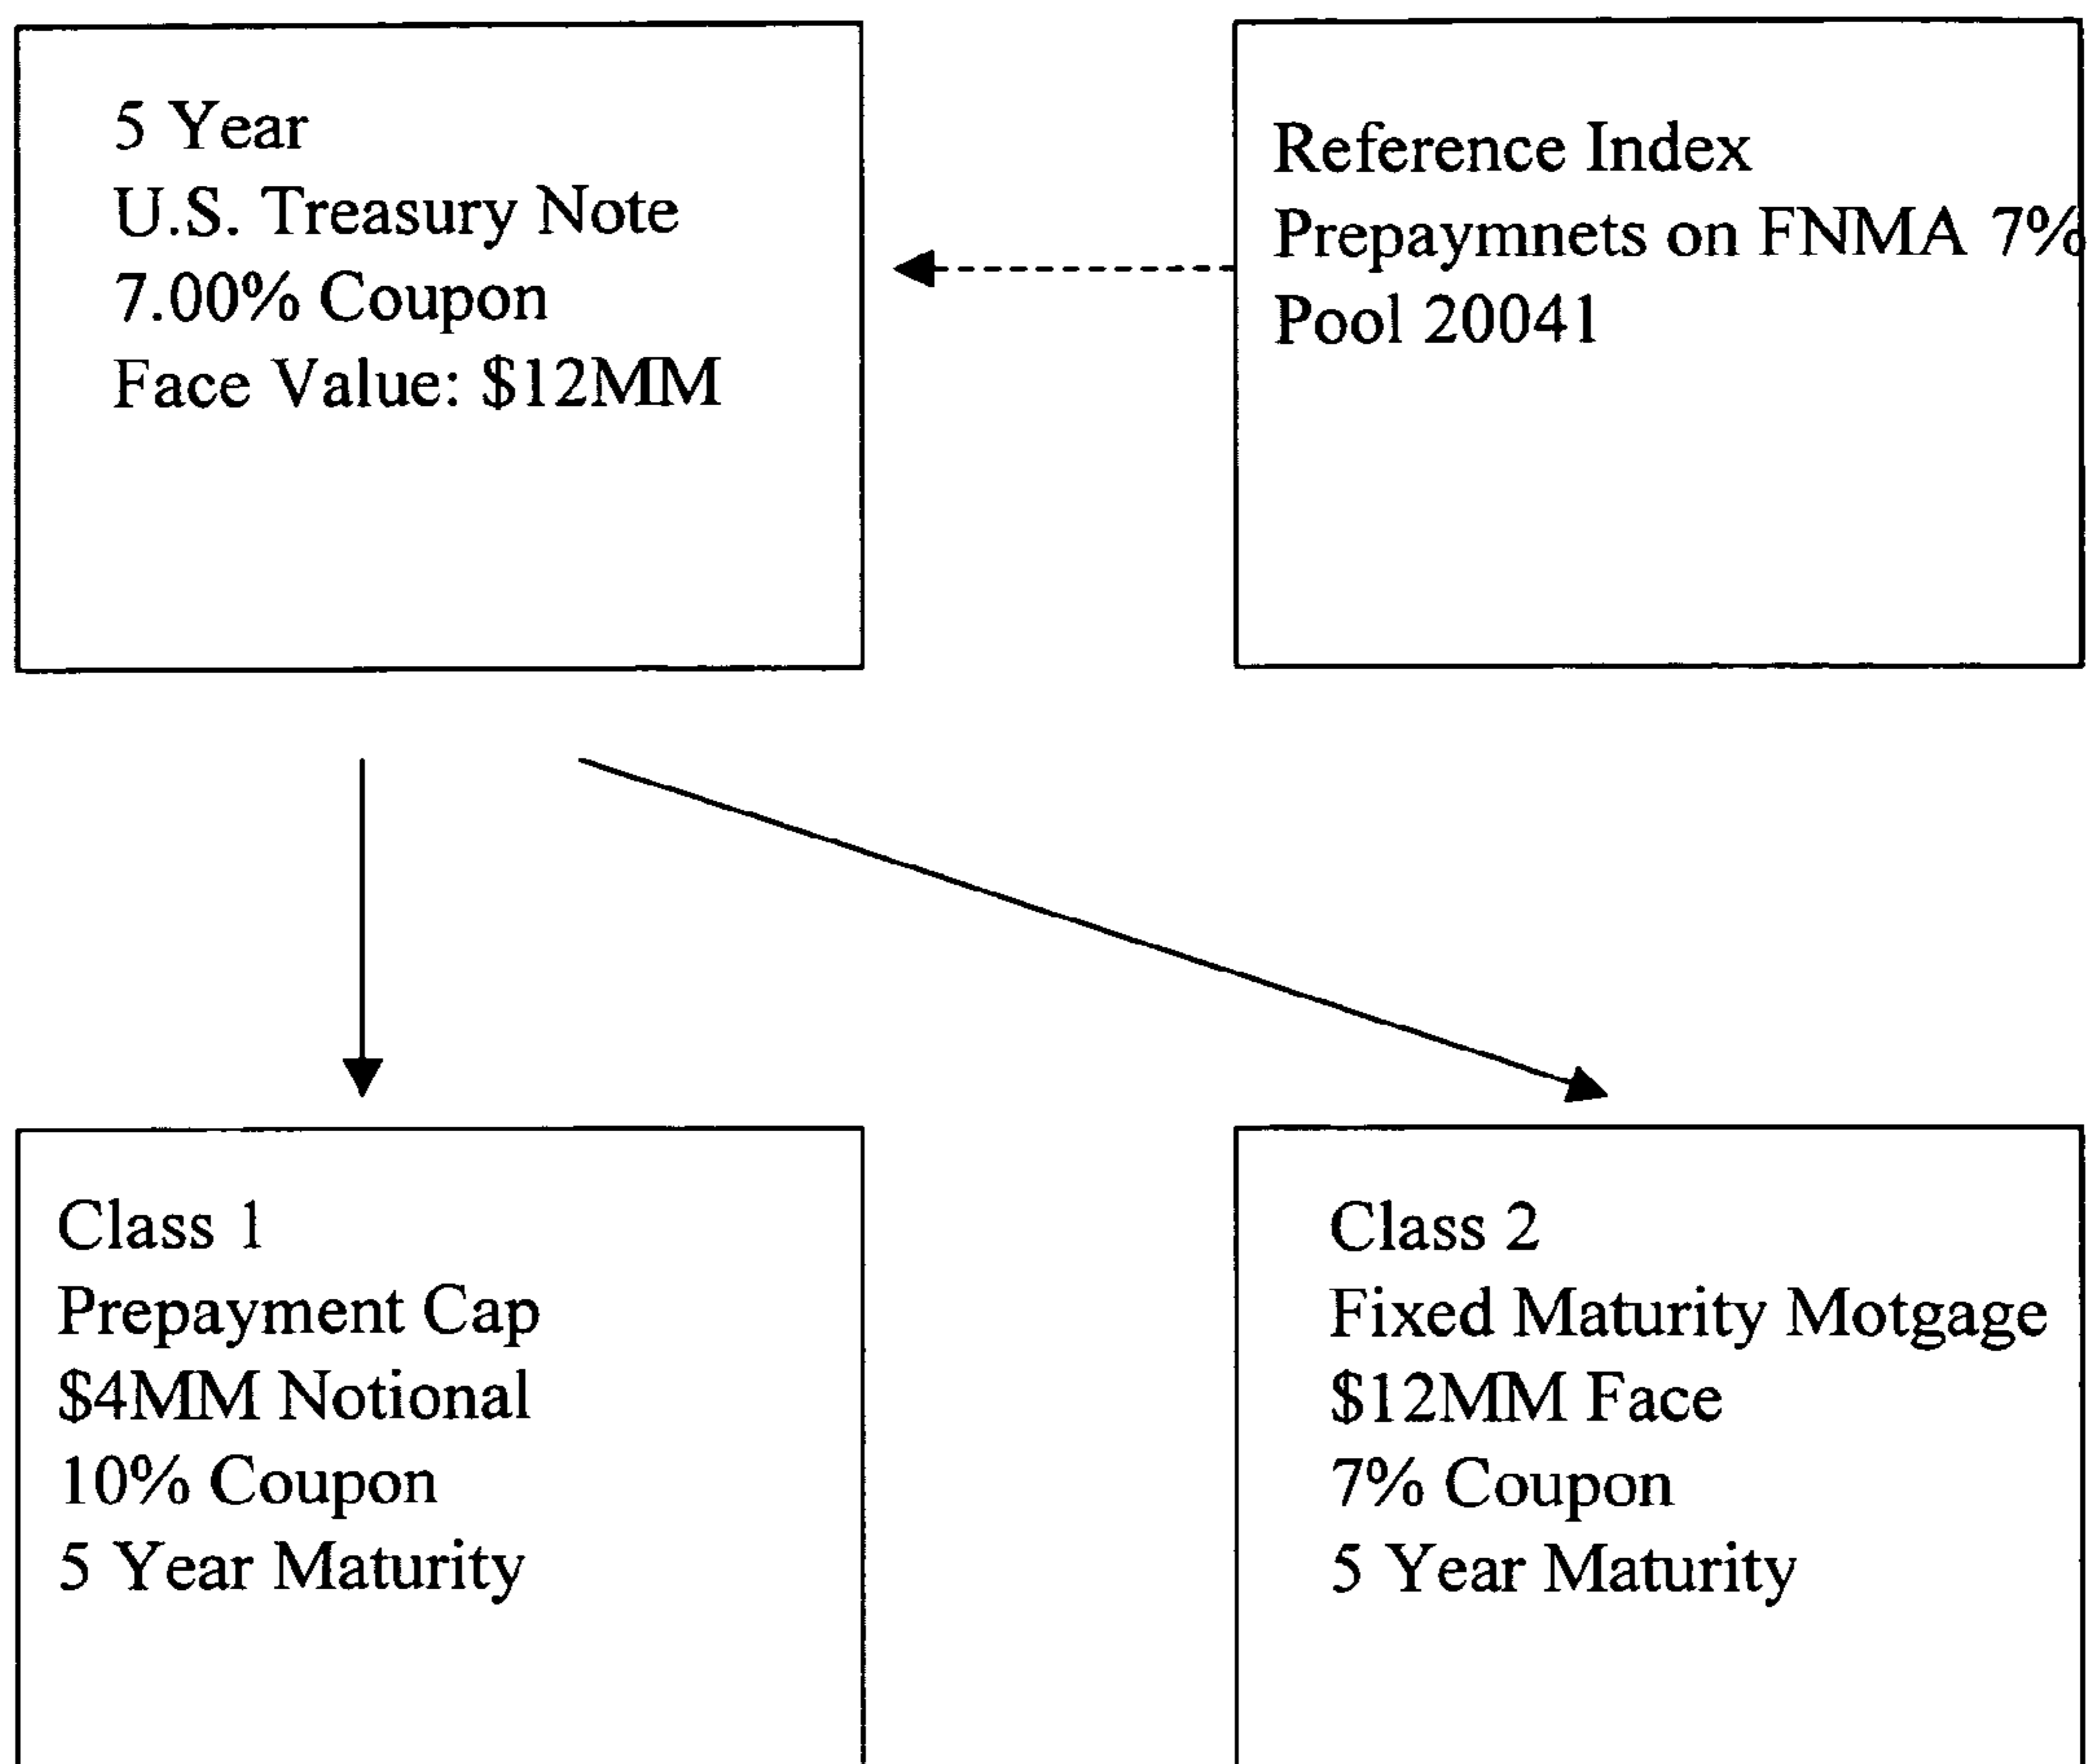 5 Year
U.S. Treasury Note
7.00% Coupon
Face Value: $12MM
Reference Index
Prepaymnets on FNMA 7%
Pool 20041
Class 1
Prepayment Cap
$4MM Notional
10% Coupon
5 Year Maturity
Class 2
Fixed Maturity Motgage
$12MM Face
7% Coupon
5 Year Maturity